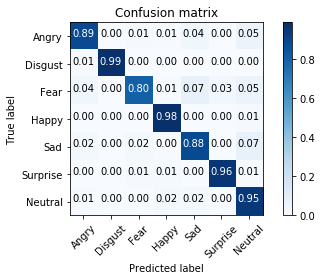 Confusion matrix
Angry 0.89 0.00 0.01 0.01 0.04 0.00 0.05
Disgust 0.01 0.99 0.00 0.00 0.00 0.00 0.00
Fear 0.04 0.00 0.80 0.01 0.07 0.03 0.05
Happy 0.00 0.00 0.00 0.98 0.00 0.00 0.01
Sad 0.02 0.00 0.02 0.01 0.88 0.00 0.07
Surprise 0.00 0.00 0.01 0.01 0.00 0.96 0.01
Neutral 0.01 0.00 0.00 0.02 0.02 0.00 0.95
Angry Disgust Fear Happy Sad Surprise Neutral
True label
Predicted label
0.8
0.6
0.4
0.2
0.0